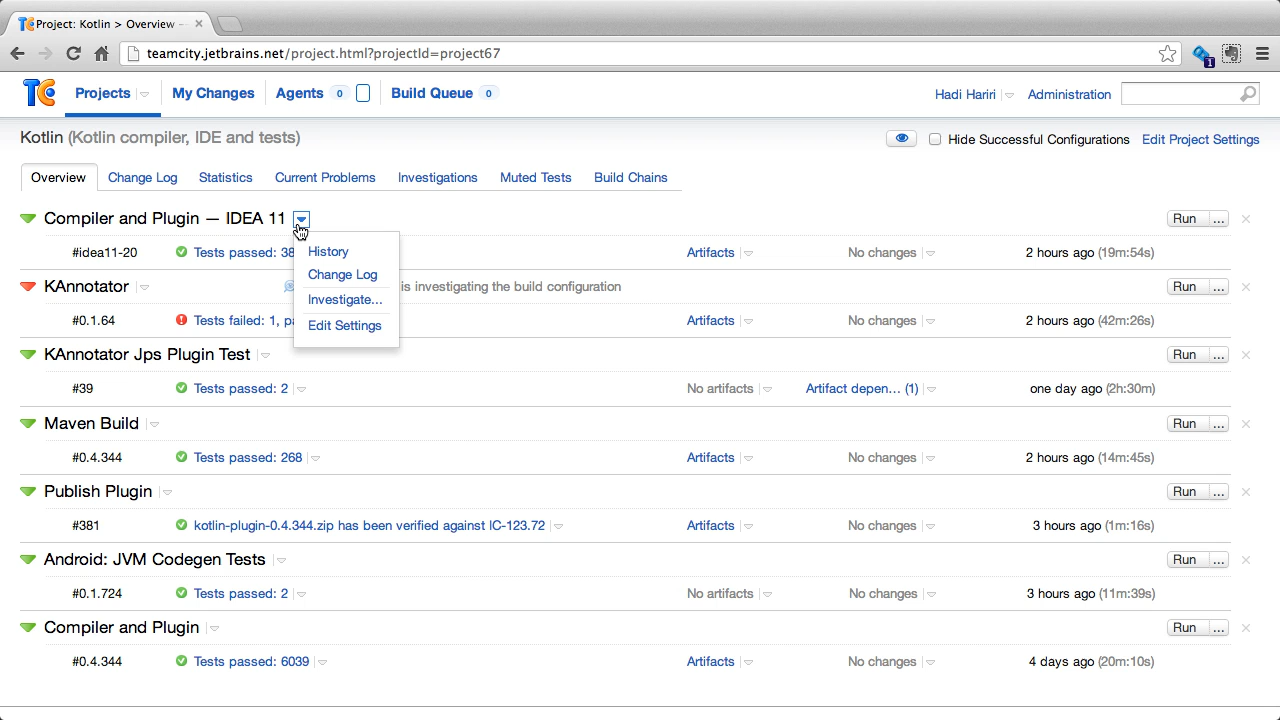 Project: Kotlin > Overview
teamcity.jetbrains.net/project.html?projectId=project67
1
TC Projects My Changes Agents 0 Build Queue 0 Hadi Hariri Administration
Kotlin (Kotlin compiler, IDE and tests) Hide Successful Configurations Edit Project Settings
Overview Change Log Statistics Current Problems Investigations Muted Tests Build Chains
Compiler and Plugin — IDEA 11 Run ...
#idea11-20 Tests passed: 38 Artifacts No changes 2 hours ago (19m:54s)
History
Change Log
Investigate...
Edit Settings
KAnnotator is investigating the build configuration Run ...
#0.1.64 Tests failed: 1, Artifacts No changes 2 hours ago (42m:26s)
KAnnotator Jps Plugin Test Run ...
#39 Tests passed: 2 No artifacts Artifact depen... (1) one day ago (2h:30m)
Maven Build Run ...
#0.4.344 Tests passed: 268 Artifacts No changes 2 hours ago (14m:45s)
Publish Plugin Run ...
#381 kotlin-plugin-0.4.344.zip has been verified against IC-123.72 Artifacts No changes 3 hours ago (1m:16s)
Android: JVM Codegen Tests Run ...
#0.1.724 Tests passed: 2 No artifacts No changes 3 hours ago (11m:39s)
Compiler and Plugin Run ...
#0.4.344 Tests passed: 6039 Artifacts No changes 4 days ago (20m:10s)